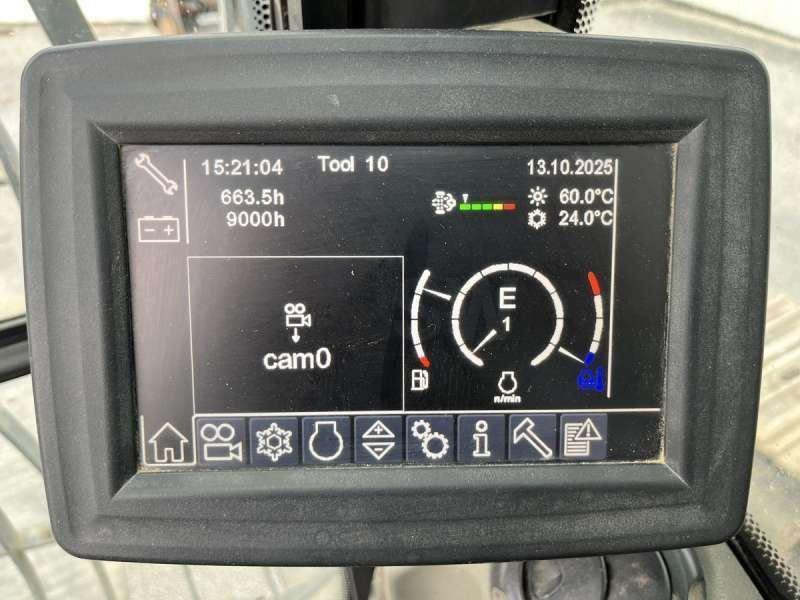 15:21:04 Tool 10 13.10.2025
663.5h 60.0°C
9000h 24.0°C
E
1
cam0
n/min